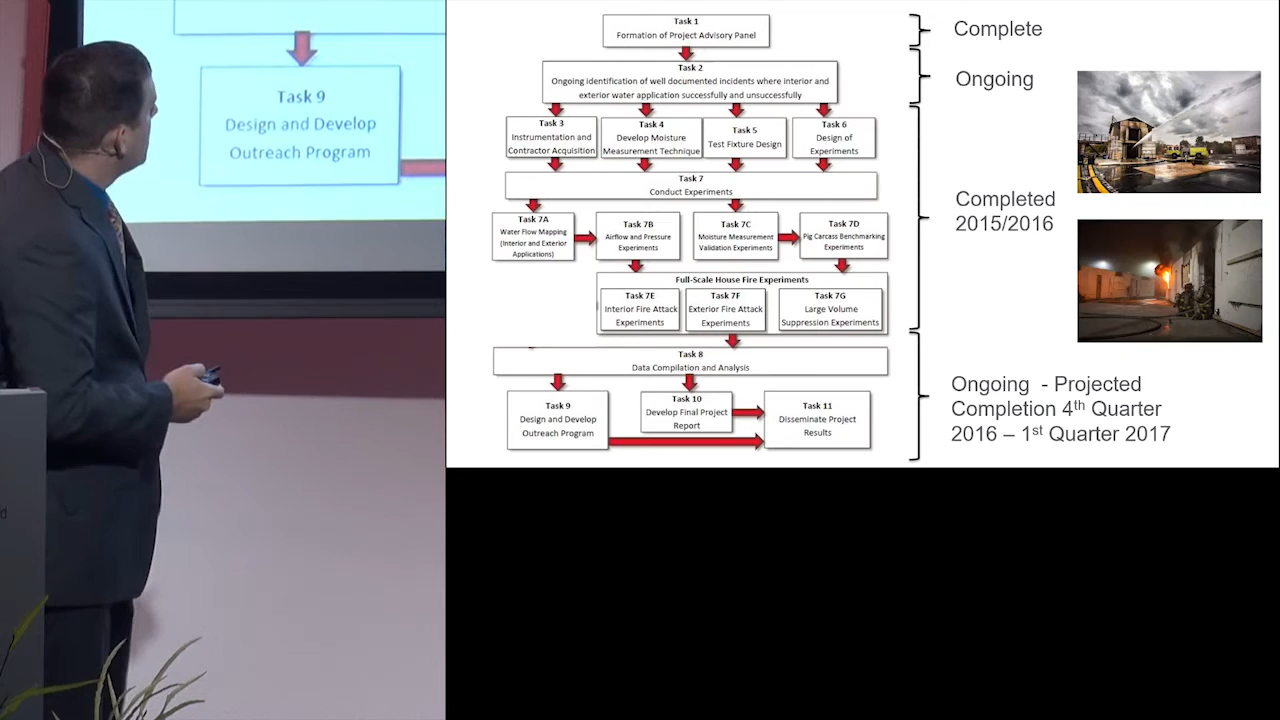 Task 9
Design and Develop
Outreach Program
d
Task 1
Formation of Project Advisory Panel
Task 2
Ongoing identification of well documented incidents where interior and
exterior water application successfully and unsuccessfully
Task 3
Instrumentation and
Contractor Acquisition
Task 4
Develop Moisture
Measurement Technique
Task 5
Test Fixture Design
Task 6
Design of
Experiments
Task 7
Conduct Experiments
Task 7A
Water Flow Mapping
(Interior and Exterior
Applications)
Task 7B
Airflow and Pressure
Experiments
Task 7C
Moisture Measurement
Validation Experiments
Task 7D
Pig Carcass Benchmarking
Experiments
Full-Scale House Fire Experiments
Task 7E
Interior Fire Attack
Experiments
Task 7F
Exterior Fire Attack
Experiments
Task 7G
Large Volume
Suppression Experiments
Task 8
Data Compilation and Analysis
Task 9
Design and Develop
Outreach Program
Task 10
Develop Final Project
Report
Task 11
Disseminate Project
Results
Complete
Ongoing
Completed
2015/2016
Ongoing - Projected
Completion 4th Quarter
2016 – 1st Quarter 2017